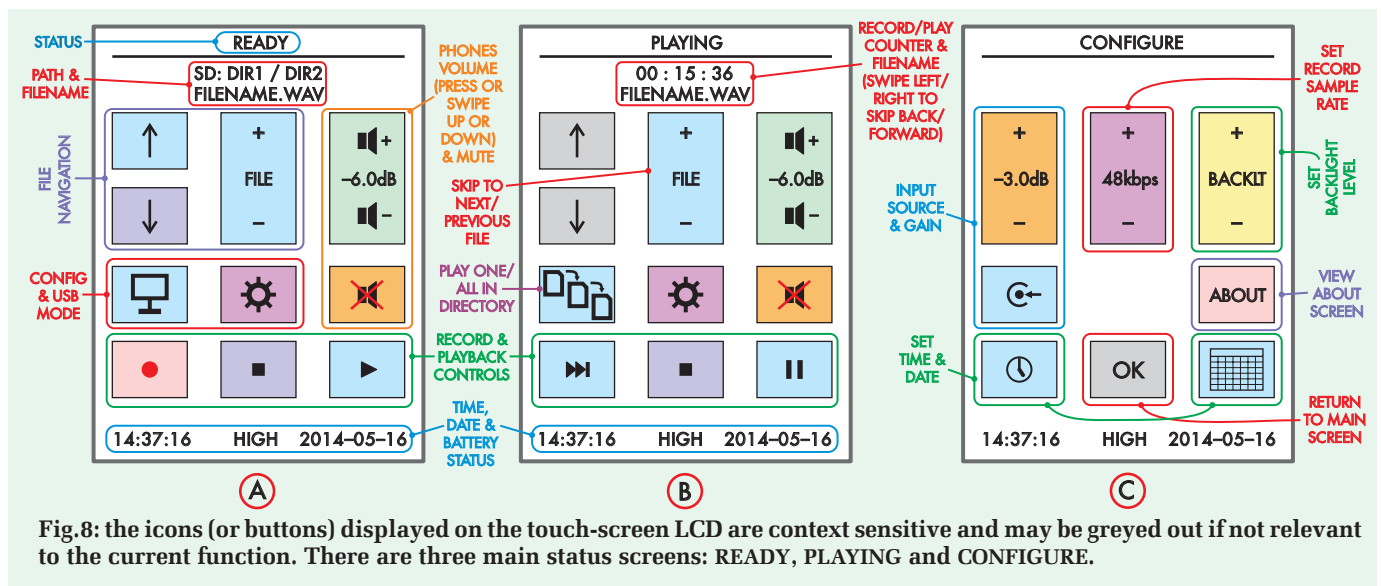 STATUS
READY
PATH &
FILENAME
SD: DIR1 / DIR2
FILENAME.WAV
PHONES
VOLUME
(PRESS OR
SWIPE
UP OR
DOWN)
& MUTE
FILE
NAVIGATION
↑
↓
+
FILE
–
+
–6.0dB
–
CONFIG
& USB
MODE
RECORD &
PLAYBACK
CONTROLS
TIME,
DATE &
BATTERY
STATUS
14:37:16 HIGH 2014–05–16
A
PLAYING
00 : 15 : 36
FILENAME.WAV
RECORD/PLAY
COUNTER &
FILENAME
(SWIPE LEFT/
RIGHT TO
SKIP BACK/
FORWARD)
↑
↓
+
FILE
–
+
–6.0dB
–
SKIP TO
NEXT/
PREVIOUS
FILE
PLAY ONE/
ALL IN
DIRECTORY
14:37:16 HIGH 2014–05–16
B
CONFIGURE
SET
RECORD
SAMPLE
RATE
+
–3.0dB
–
+
48kbps
–
+
BACKLT
–
INPUT
SOURCE
& GAIN
SET
BACKLIGHT
LEVEL
ABOUT
VIEW
ABOUT
SCREEN
SET
TIME &
DATE
OK
RETURN
TO MAIN
SCREEN
14:37:16 HIGH 2014–05–16
C
Fig.8: the icons (or buttons) displayed on the touch-screen LCD are context sensitive and may be greyed out if not relevant
to the current function. There are three main status screens: READY, PLAYING and CONFIGURE.